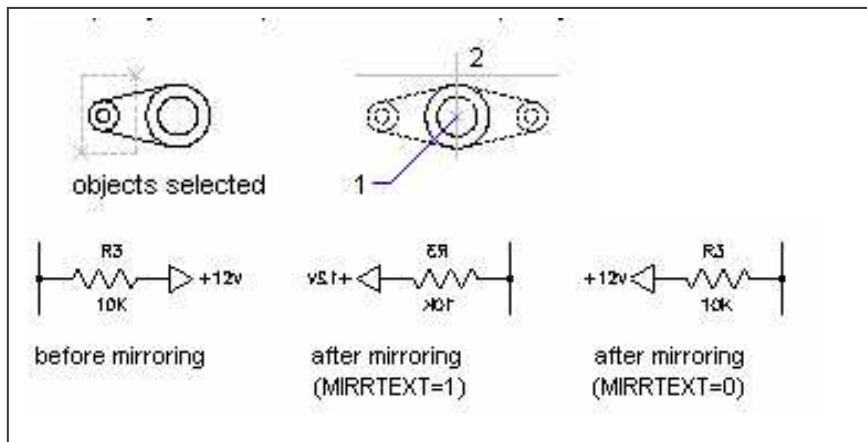 2
1
objects selected
R3
+12v
10K
R3
+12v
10K
+12v
R3
10K
before mirroring
after mirroring
(MIRRTEXT=1)
after mirroring
(MIRRTEXT=0)